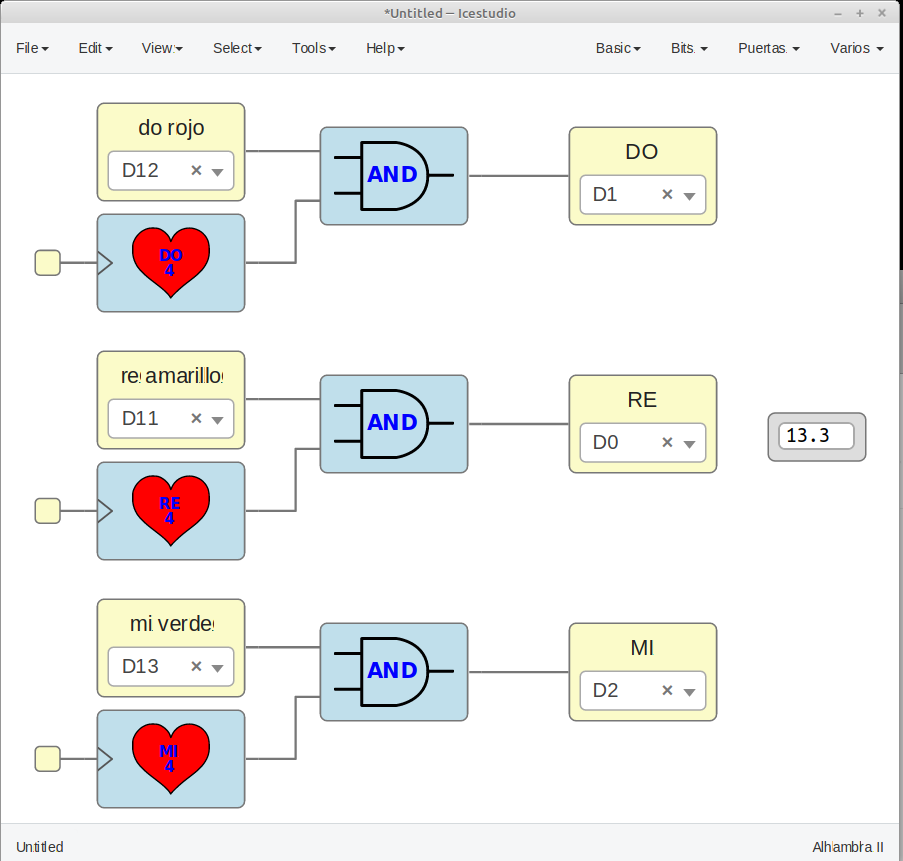 *Untitled – Icestudio
File Edit View Select Tools Help Basic Bits Puertas Varios
do rojo
D12
DO
4
AND
DO
D1
re amarillo
D11
RE
4
AND
RE
D0
13.3
mi verde
D13
MI
4
AND
MI
D2
Untitled
Alhambra II